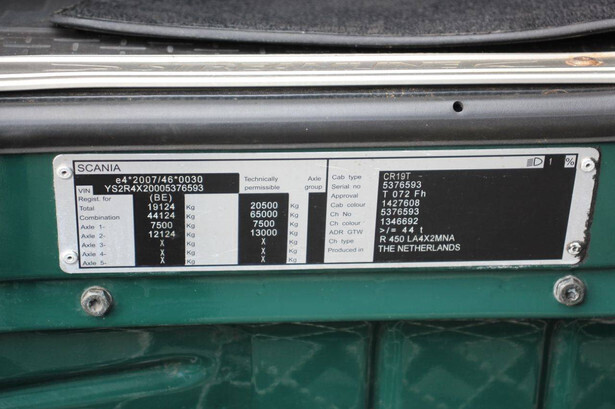 SCANIA
e4*2007/46*0030
VIN YS2R4X20005376593
Technically permissible
Axle group
Regist. for (BE)
Total 19124 Kg 20500 Kg
Combination 44124 Kg 65000 Kg
Axle 1- 7500 Kg 7500 Kg
Axle 2- 12124 Kg 13000 Kg
Axle 3- X Kg X Kg
Axle 4- X Kg X Kg
Axle 5- X Kg X Kg
1 %
Cab type CR19T -
Serial no 5376593
Approval T 072 Fh
Cab colour 1427608
Ch No 5376593
Ch. colour 1346692
ADR GTW >/= 44 t
Ch type R 450 LA4X2MNA
Produced in THE NETHERLANDS